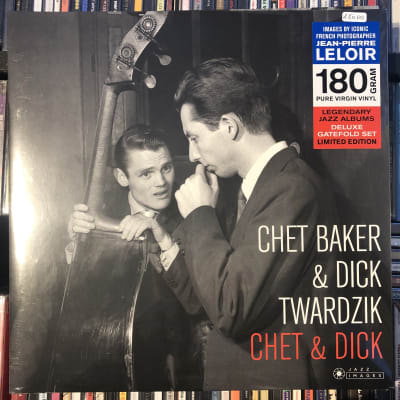 IMAGES BY ICONIC
FRENCH PHOTOGRAPHER
JEAN-PIERRE
LELOIR
180 GRAM
PURE VIRGIN VINYL
LEGENDARY
JAZZ ALBUMS
DELUXE
GATEFOLD SET
LIMITED EDITION
CHET BAKER
& DICK
TWARDZIK
CHET & DICK
JAZZ
IMAGES